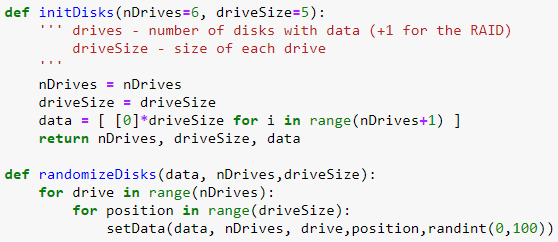 def initDisks(nDrives=6, driveSize=5):
    ''' drives - number of disks with data (+1 for the RAID)
        driveSize - size of each drive
    '''
    nDrives = nDrives
    driveSize = driveSize
    data = [ [0]*driveSize for i in range(nDrives+1) ]
    return nDrives, driveSize, data

def randomizeDisks(data, nDrives,driveSize):
    for drive in range(nDrives):
        for position in range(driveSize):
            setData(data, nDrives, drive,position,randint(0,100))